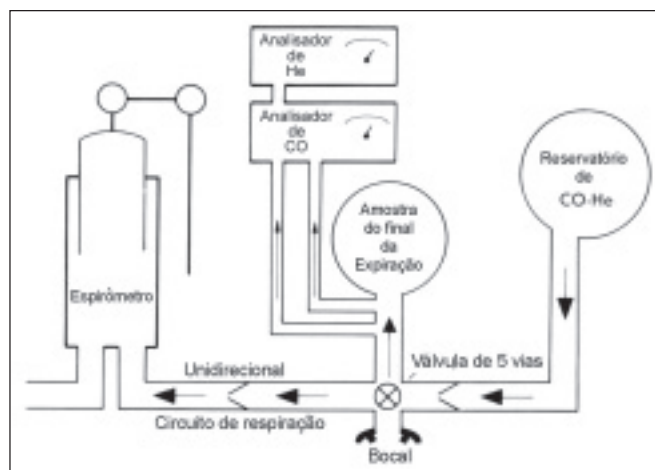 Analisador
de
He
Analisador
de
CO
Reservatório
de
CO-He
Amostra
do final
da
Expiração
Espirômetro
Unidirecional
Válvula de 5 vias
Circuito de respiração
Bocal